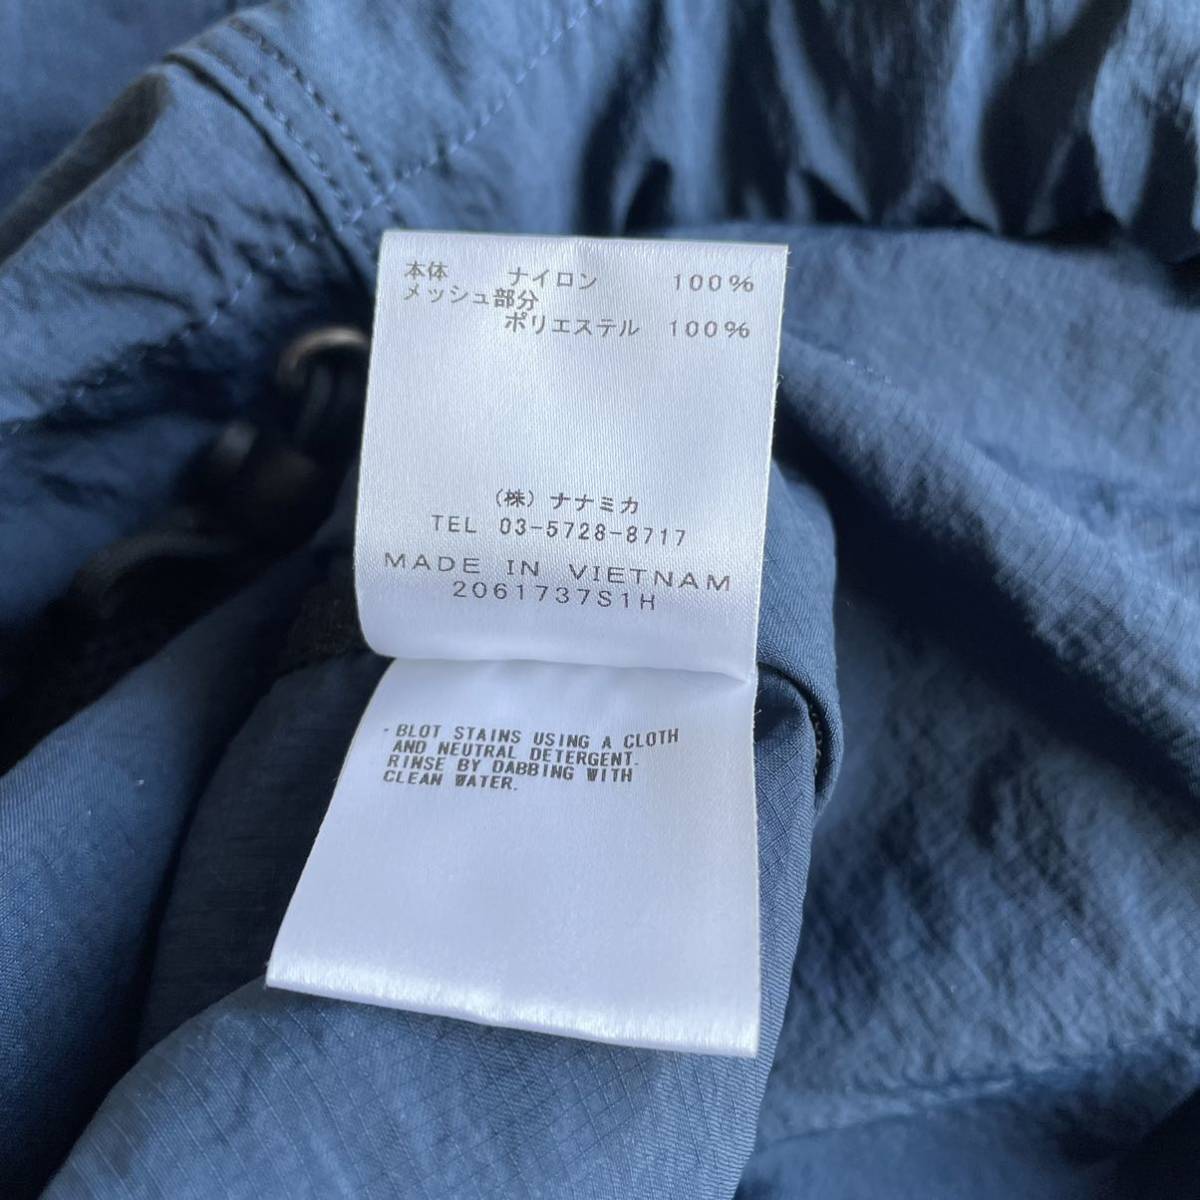 本体 ナイロン 100%
メッシュ部分
ポリエステル 100%
(株)ナナミカ
TEL 03-5728-8717
MADE IN VIETNAM
2061737S1H
・BLOT STAINS USING A CLOTH
AND NEUTRAL DETERGENT.
RINSE BY DABBING WITH
CLEAN WATER.